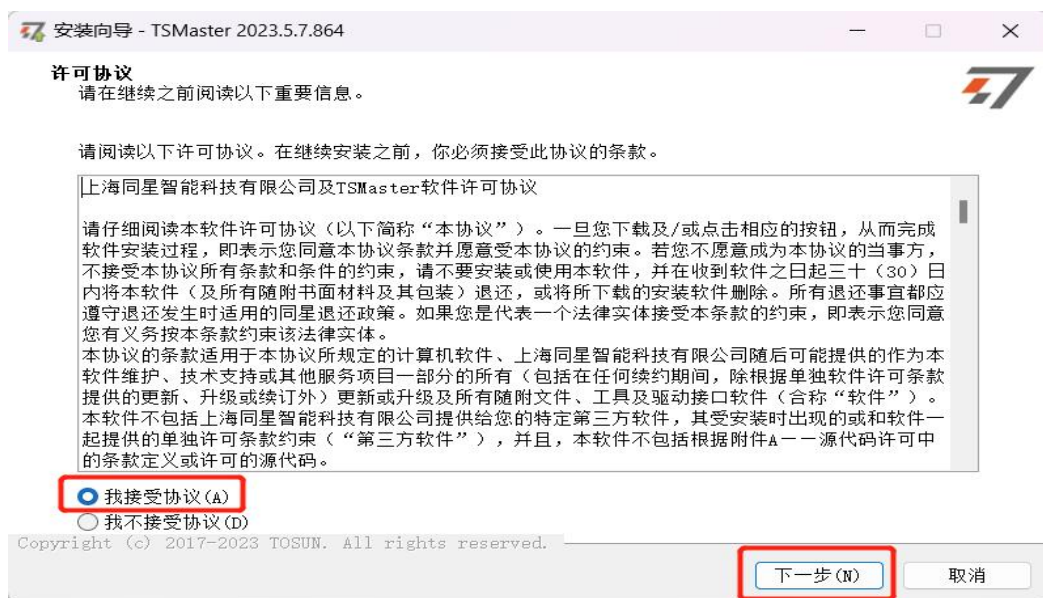 安装向导 - TSMaster 2023.5.7.864
许可协议
请在继续之前阅读以下重要信息。
请阅读以下许可协议。在继续安装之前，你必须接受此协议的条款。
上海同星智能科技有限公司及TSMaster软件许可协议
请仔细阅读本软件许可协议（以下简称“本协议”）。一旦您下载及/或点击相应的按钮，从而完成
软件安装过程，即表示您同意本协议条款并愿意受本协议的约束。若您不愿意成为本协议的当事方，
不接受本协议所有条款和条件的约束，请不要安装或使用本软件，并在收到软件之日起三十（30）日
内将本软件（及所有随附书面材料及其包装）退还，或将所下载的安装软件删除。所有退还事宜都应
遵守退还发生时适用的同星退还政策。如果您是代表一个法律实体接受本条款的约束，即表示您同意
您有义务按本条款约束该法律实体。
本协议的条款适用于本协议所规定的计算机软件、上海同星智能科技有限公司随后可能提供的作为本
软件维护、技术支持或其他服务项目一部分的所有（包括在任何续约期间，除根据单独软件许可条款
提供的更新、升级或续订外）更新或升级及所有随附文件、工具及驱动接口软件（合称“软件”）。
本软件不包括上海同星智能科技有限公司提供给您的特定第三方软件，其受安装时出现的或和软件一
起提供的单独许可条款约束（“第三方软件”），并且，本软件不包括根据附件A——源代码许可中
的条款定义或许可的源代码。
我接受协议(A)
我不接受协议(D)
Copyright (c) 2017-2023 TOSUN. All rights reserved.
下一步(N)
取消